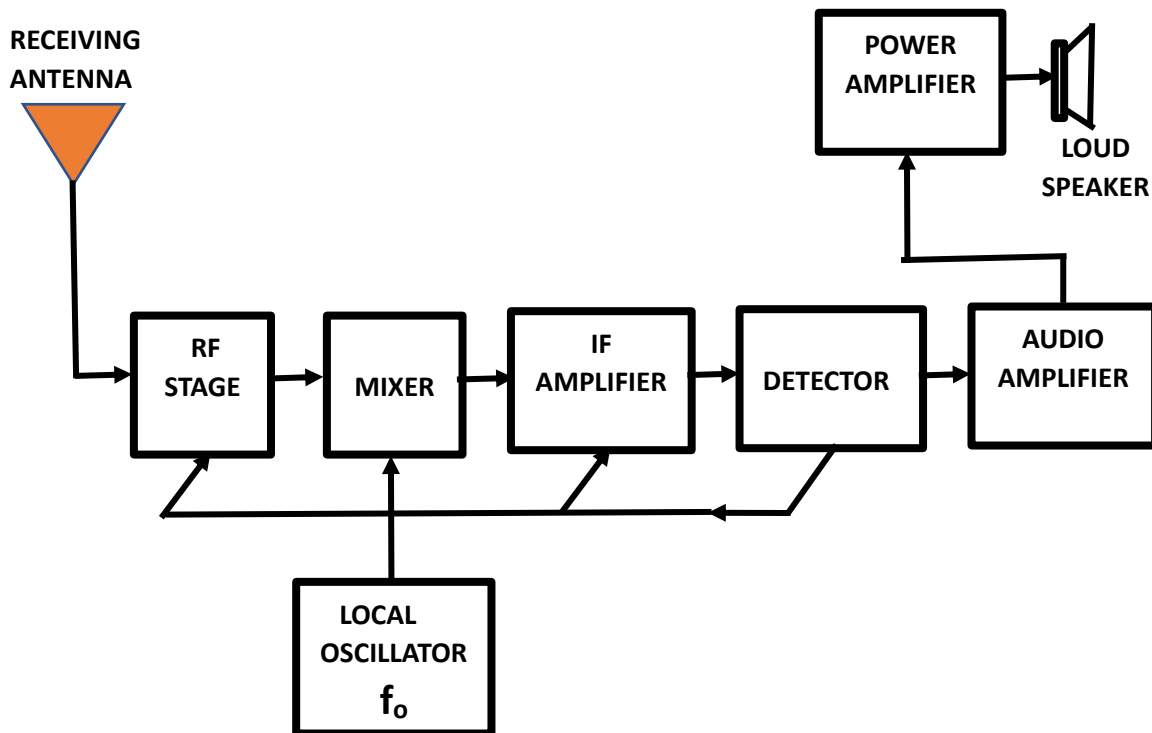 RECEIVING
ANTENNA
POWER
AMPLIFIER
LOUD
SPEAKER
RF
STAGE
MIXER
IF
AMPLIFIER
DETECTOR
AUDIO
AMPLIFIER
LOCAL
OSCILLATOR
fo